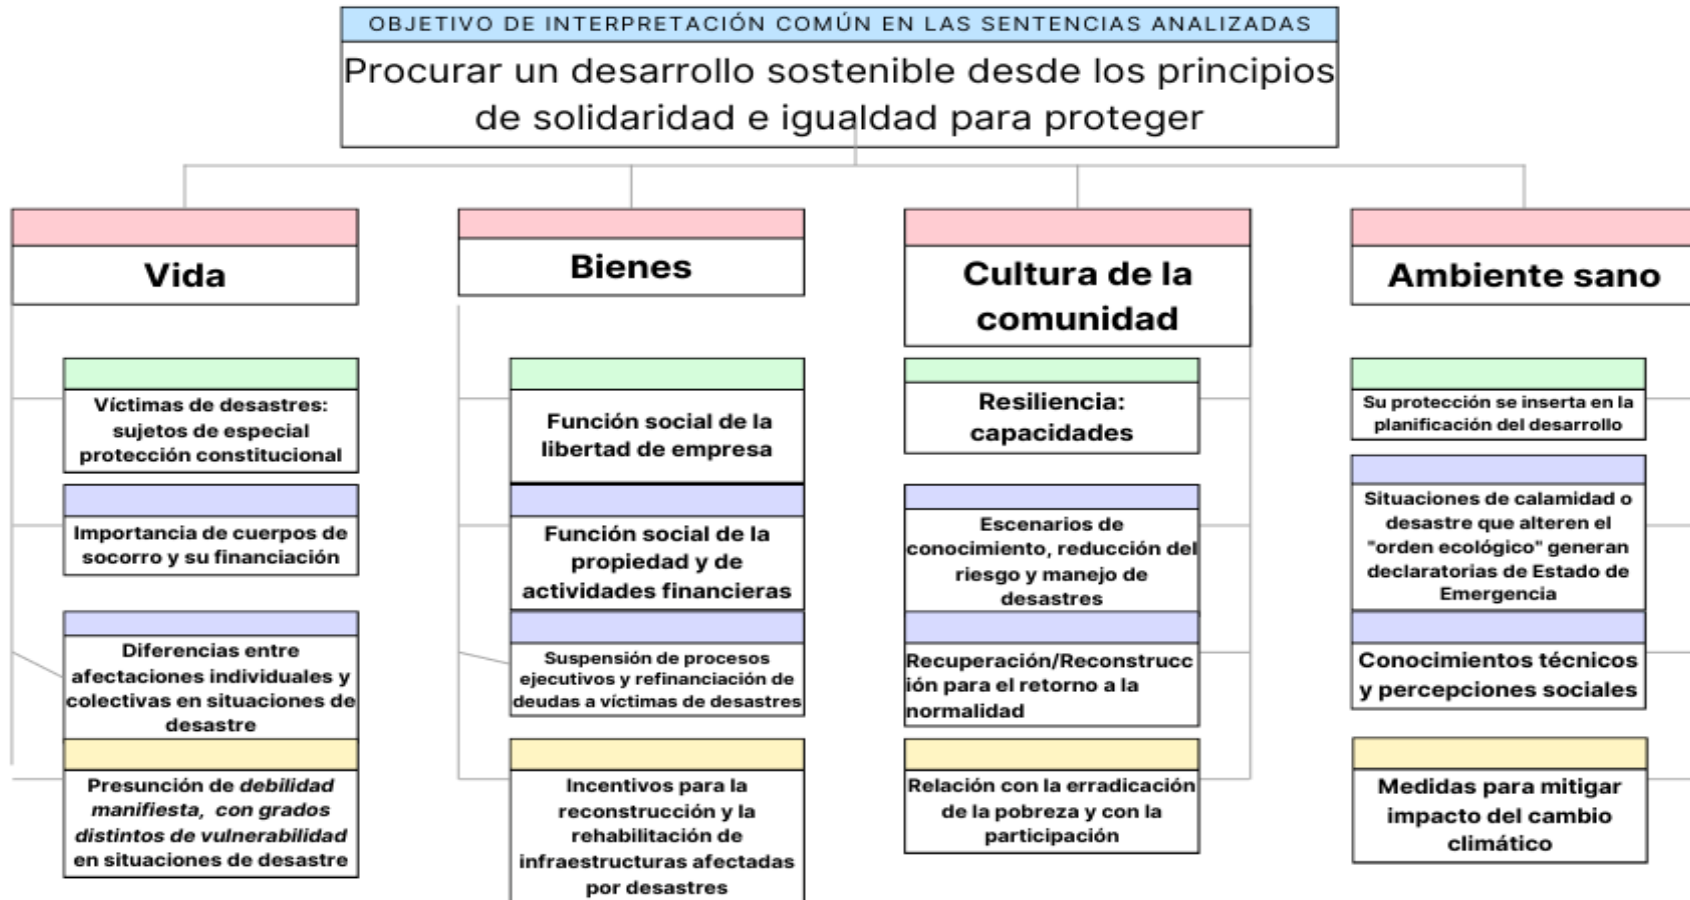 OBJETIVO DE INTERPRETACIÓN COMÚN EN LAS SENTENCIAS ANALIZADAS
Procurar un desarrollo sostenible desde los principios
de solidaridad e igualdad para proteger
Vida
Víctimas de desastres:
sujetos de especial
protección constitucional
Importancia de cuerpos de
socorro y su financiación
Diferencias entre
afectaciones individuales y
colectivas en situaciones de
desastre
Presunción de debilidad
manifiesta, con grados
distintos de vulnerabilidad
en situaciones de desastre
Bienes
Función social de la
libertad de empresa
Función social de la
propiedad y de
actividades financieras
Suspensión de procesos
ejecutivos y refinanciación de
deudas a víctimas de desastres
Incentivos para la
reconstrucción y la
rehabilitación de
infraestructuras afectadas
por desastres
Cultura de la
comunidad
Resiliencia:
capacidades
Escenarios de
conocimiento, reducción del
riesgo y manejo de
desastres
Recuperación/Reconstrucc
ión para el retorno a la
normalidad
Relación con la erradicación
de la pobreza y con la
participación
Ambiente sano
Su protección se inserta en la
planificación del desarrollo
Situaciones de calamidad o
desastre que alteren el
"orden ecológico" generan
declaratorias de Estado de
Emergencia
Conocimientos técnicos
y percepciones sociales
Medidas para mitigar
impacto del cambio
climático